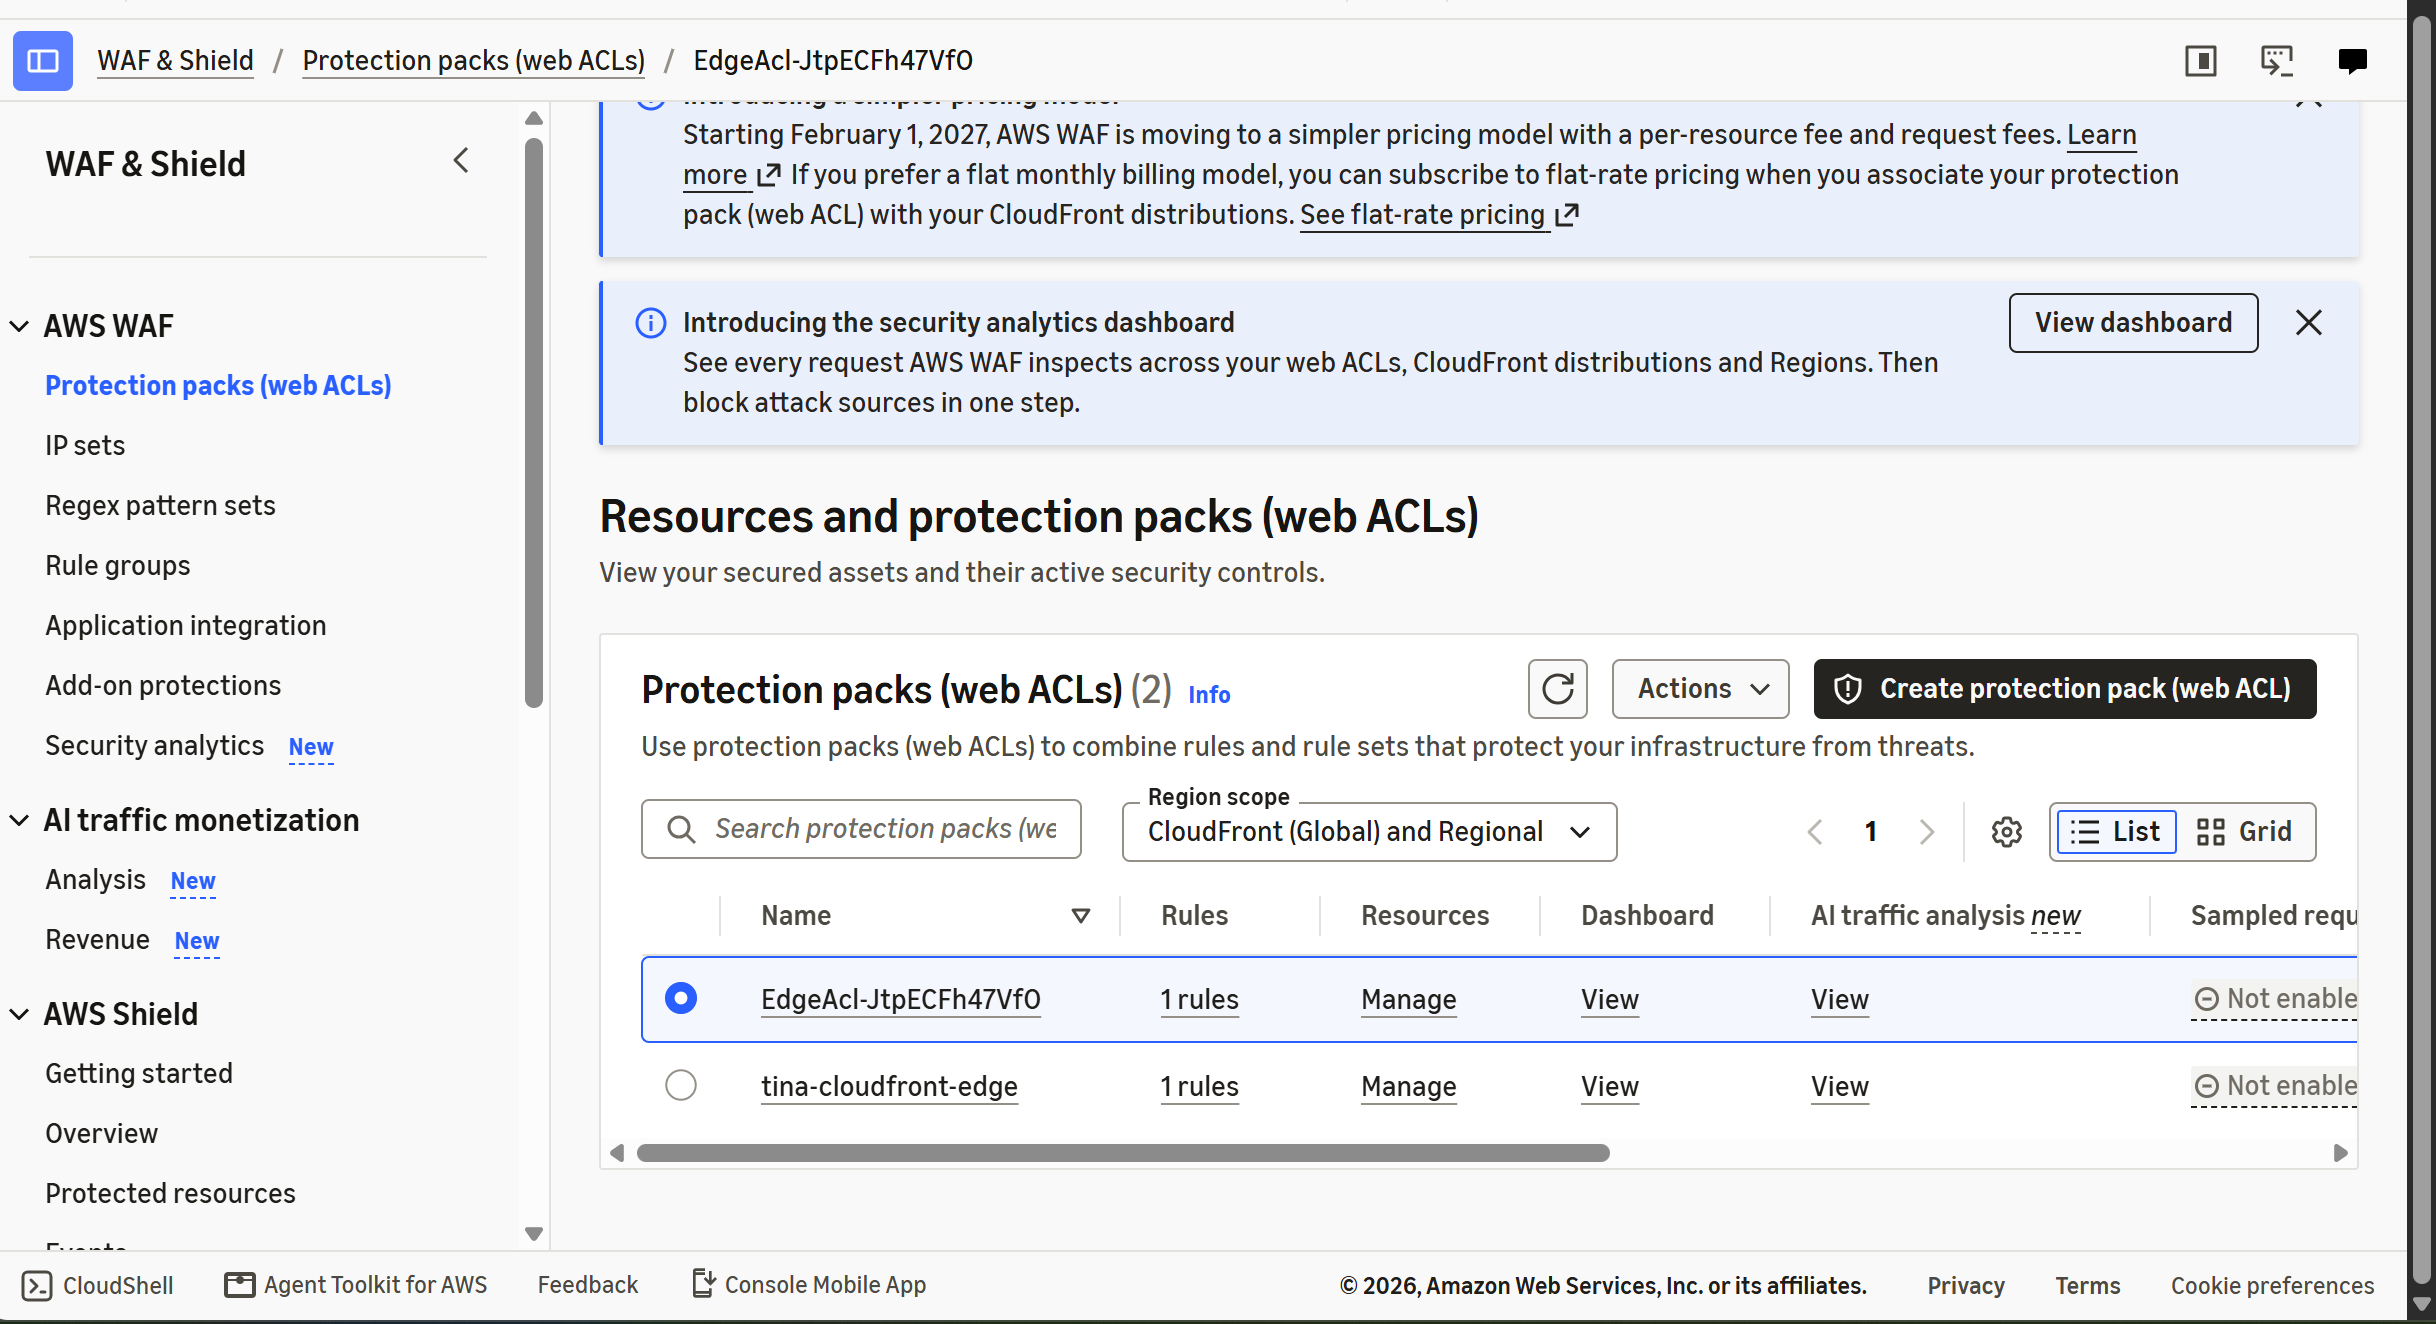 WAF & Shield / Protection packs (web ACLs) / EdgeAcl-JtpECFh47VfO
WAF & Shield
AWS WAF
Protection packs (web ACLs)
IP sets
Regex pattern sets
Rule groups
Application integration
Add-on protections
Security analytics New
AI traffic monetization
Analysis New
Revenue New
AWS Shield
Getting started
Overview
Protected resources
Events
Introducing a simpler pricing model
Starting February 1, 2027, AWS WAF is moving to a simpler pricing model with a per-resource fee and request fees. Learn
more If you prefer a flat monthly billing model, you can subscribe to flat-rate pricing when you associate your protection
pack (web ACL) with your CloudFront distributions. See flat-rate pricing
Introducing the security analytics dashboard
See every request AWS WAF inspects across your web ACLs, CloudFront distributions and Regions. Then
block attack sources in one step.
View dashboard
Resources and protection packs (web ACLs)
View your secured assets and their active security controls.
Protection packs (web ACLs) (2) Info
Actions
Create protection pack (web ACL)
Use protection packs (web ACLs) to combine rules and rule sets that protect your infrastructure from threats.
Search protection packs (we
Region scope
CloudFront (Global) and Regional
1
List Grid
Name Rules Resources Dashboard AI traffic analysis new Sampled requ
EdgeAcl-JtpECFh47VfO 1 rules Manage View View Not enable
tina-cloudfront-edge 1 rules Manage View View Not enable
CloudShell Agent Toolkit for AWS Feedback Console Mobile App © 2026, Amazon Web Services, Inc. or its affiliates. Privacy Terms Cookie preferences